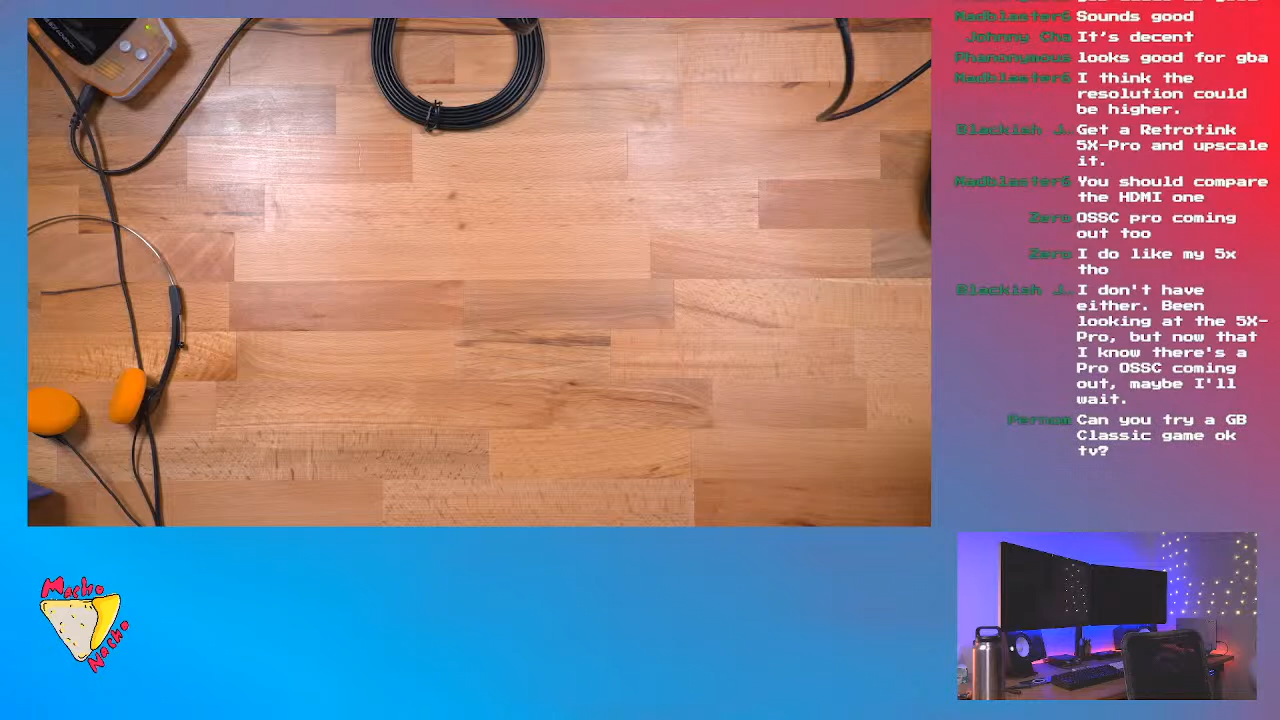 Madblaster6 Sounds good
Johnny Cha It's decent
Phanonymous looks good for gba
Madblaster6 I think the
resolution could
be higher.
Blackish J… Get a Retrotink
5X-Pro and upscale
it.
Madblaster6 You should compare
the HDMI one
Zero OSSC pro coming
out too
Zero I do like my 5x
tho
Blackish J… I don't have
either. Been
looking at the 5X-
Pro, but now that
I know there's a
Pro OSSC coming
out, maybe I'll
wait.
Can you try a GB
Classic game ok
tv?
Macho
Nacho